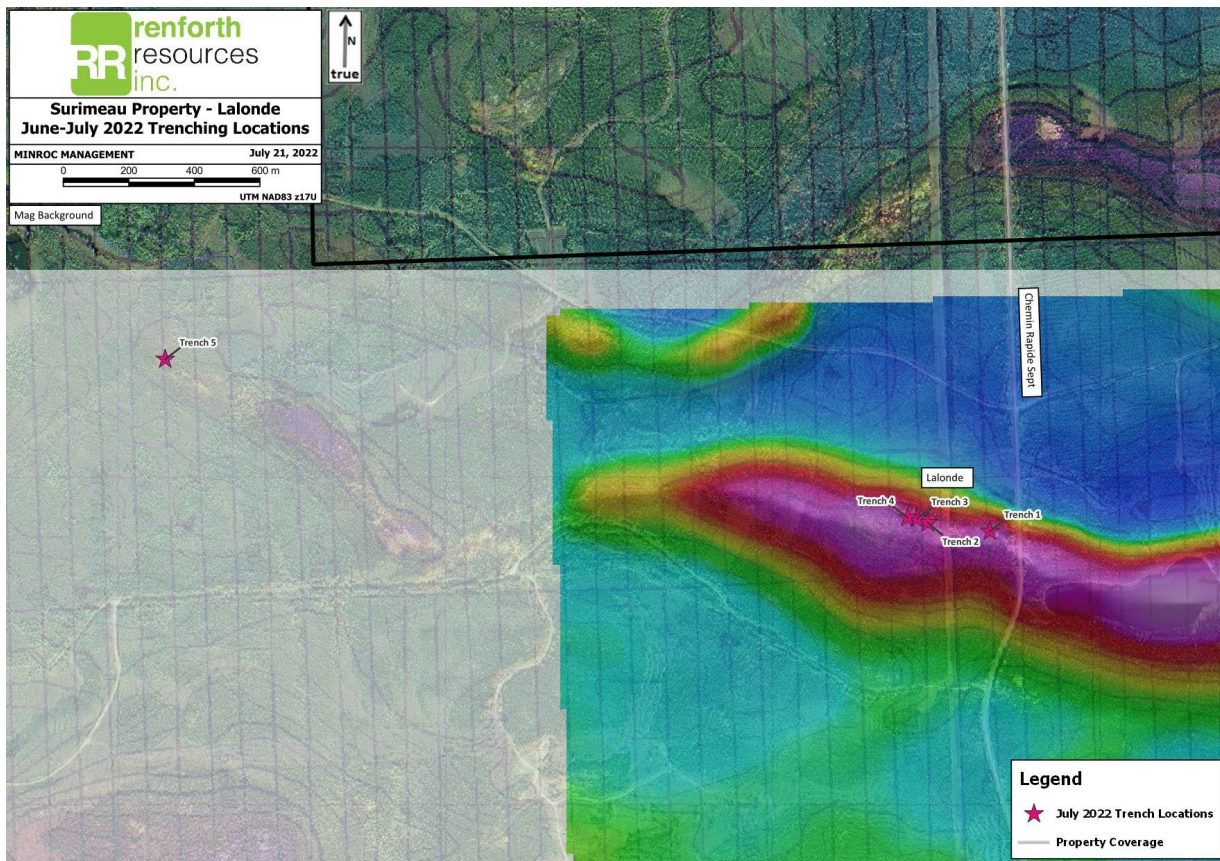 RR
renforth
resources
inc.
Surimeau Property - Lalonde
June-July 2022 Trenching Locations
MINROC MANAGEMENT July 21, 2022
0 200 400 600 m
UTM NAD83 z17U
Mag Background
N
true
Chemin Rapide Sept
Trench 5
Lalonde
Trench 4
Trench 3
Trench 1
Trench 2
Legend
July 2022 Trench Locations
Property Coverage